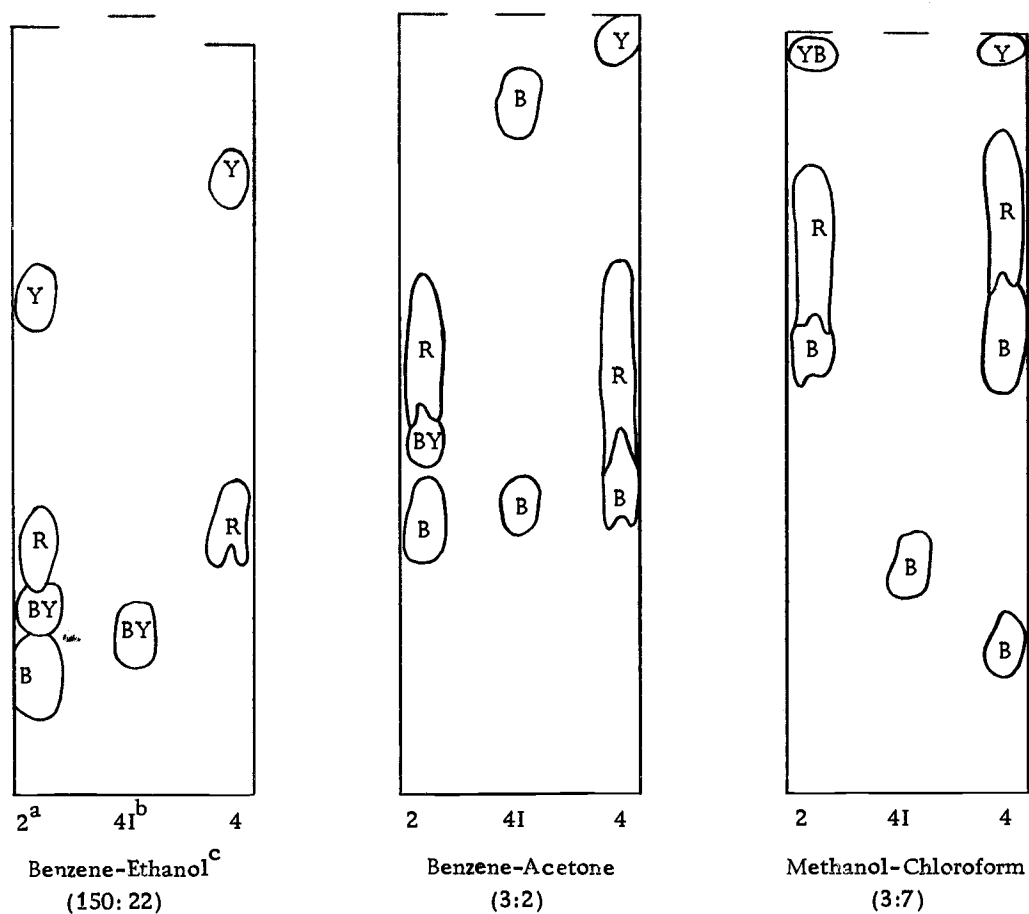 Y
Y
R
R
BY
BY
B
2ᵃ 4Iᵇ 4
Benzene-Ethanolᶜ
(150: 22)
Y
B
R
R
BY
B
B
B
2 4I 4
Benzene-Acetone
(3:2)
YB Y
R
R
B
B
B
B
2 4I 4
Methanol-Chloroform
(3:7)